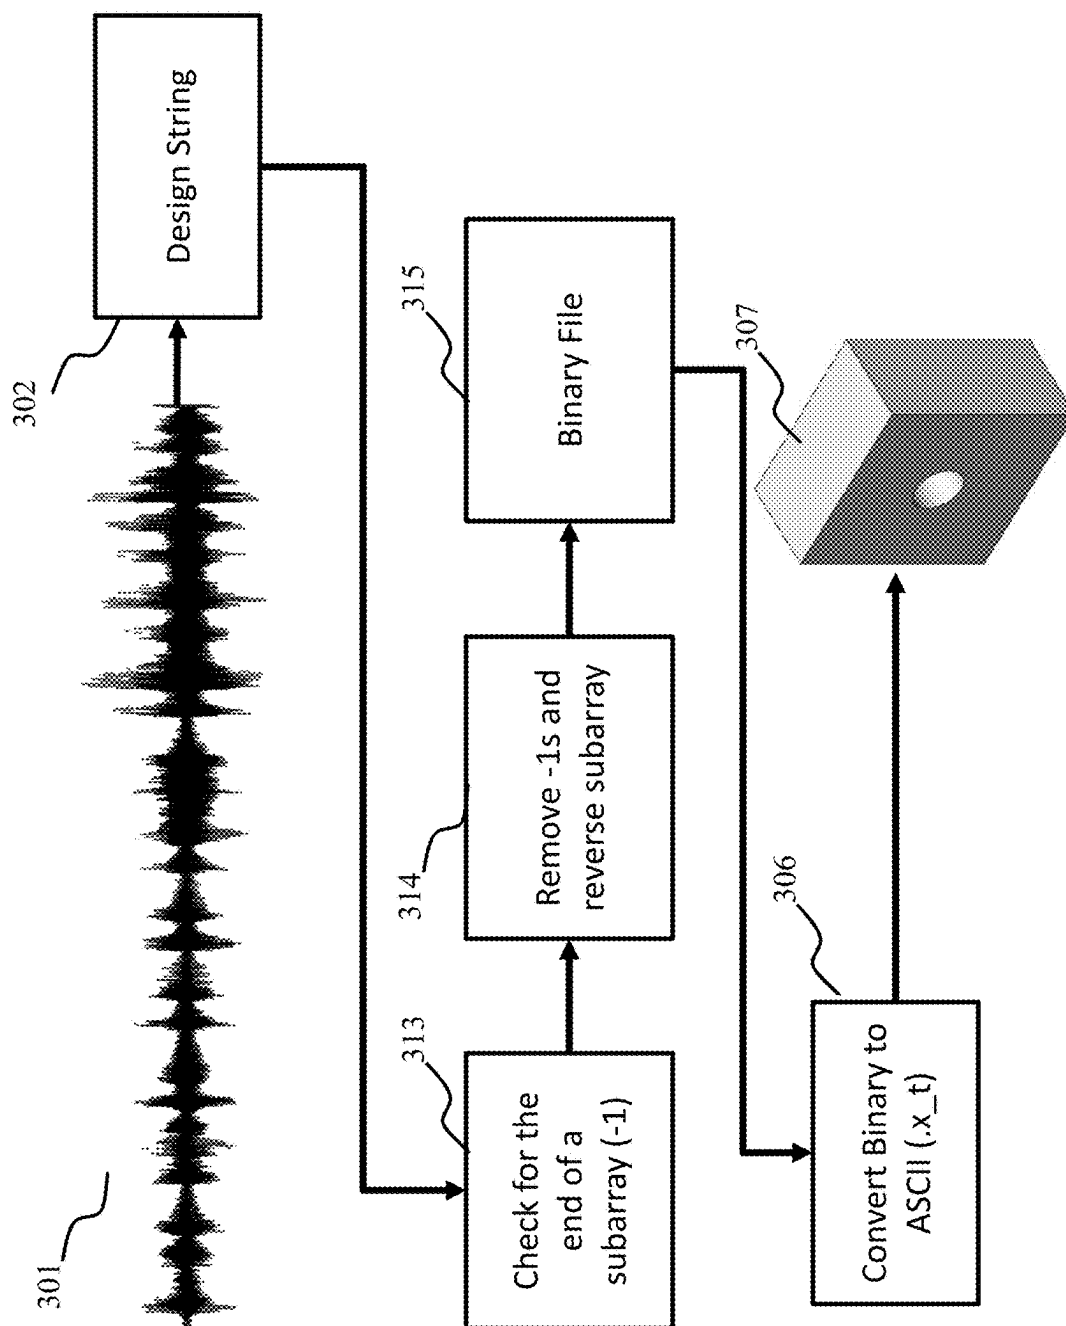 301
302
Design String
313
Check for the
end of a
subarray (-1)
314
Remove -1s and
reverse subarray
315
Binary File
306
Convert Binary to
ASCII (.x_t)
307